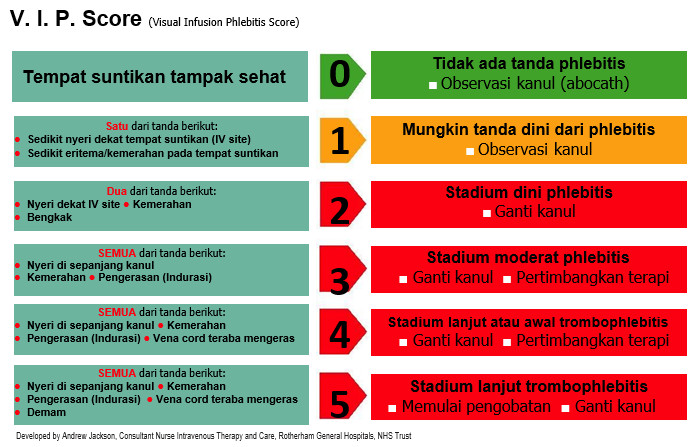 V. I. P. Score (Visual Infusion Phlebitis Score)
Tempat suntikan tampak sehat
0
Tidak ada tanda phlebitis
Observasi kanul (abocath)
Satu dari tanda berikut:
Sedikit nyeri dekat tempat suntikan (IV site)
Sedikit eritema/kemerahan pada tempat suntikan
1
Mungkin tanda dini dari phlebitis
Observasi kanul
Dua dari tanda berikut:
Nyeri dekat IV site • Kemerahan
Bengkak
2
Stadium dini phlebitis
Ganti kanul
SEMUA dari tanda berikut:
Nyeri di sepanjang kanul
Kemerahan • Pengerasan (Indurasi)
3
Stadium moderat phlebitis
Ganti kanul ▪ Pertimbangkan terapi
SEMUA dari tanda berikut:
Nyeri di sepanjang kanul • Kemerahan
Pengerasan (Indurasi) • Vena cord teraba mengeras
4
Stadium lanjut atau awal trombophlebitis
Ganti kanul ▪ Pertimbangkan terapi
SEMUA dari tanda berikut:
Nyeri di sepanjang kanul • Kemerahan
Pengerasan (Indurasi) • Vena cord teraba mengeras
Demam
5
Stadium lanjut trombophlebitis
Memulai pengobatan ▪ Ganti kanul
Developed by Andrew Jackson, Consultant Nurse Intravenous Therapy and Care, Rotherham General Hospitals, NHS Trust